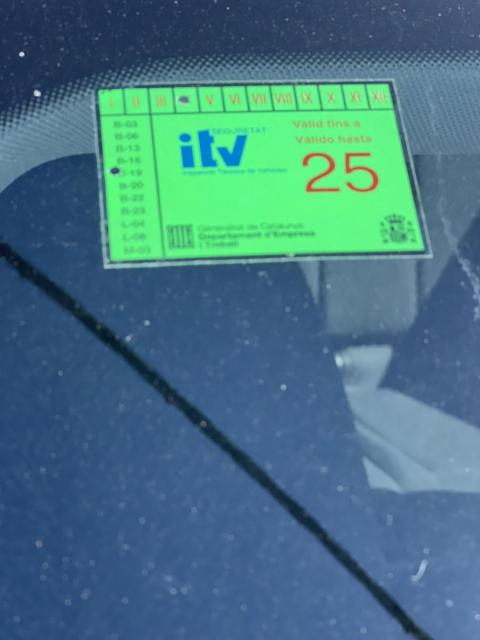 I II III V VI VII VIII IX X XI XII
B-03
B-06
B-13
B-16
B-19
B-20
B-22
B-23
L-04
L-06
M-03
SEGURETAT
itv
Inspecció Tècnica de Vehicles
Vàlid fins a
Válido hasta
25
Generalitat de Catalunya
Departament d'Empresa
i Treball